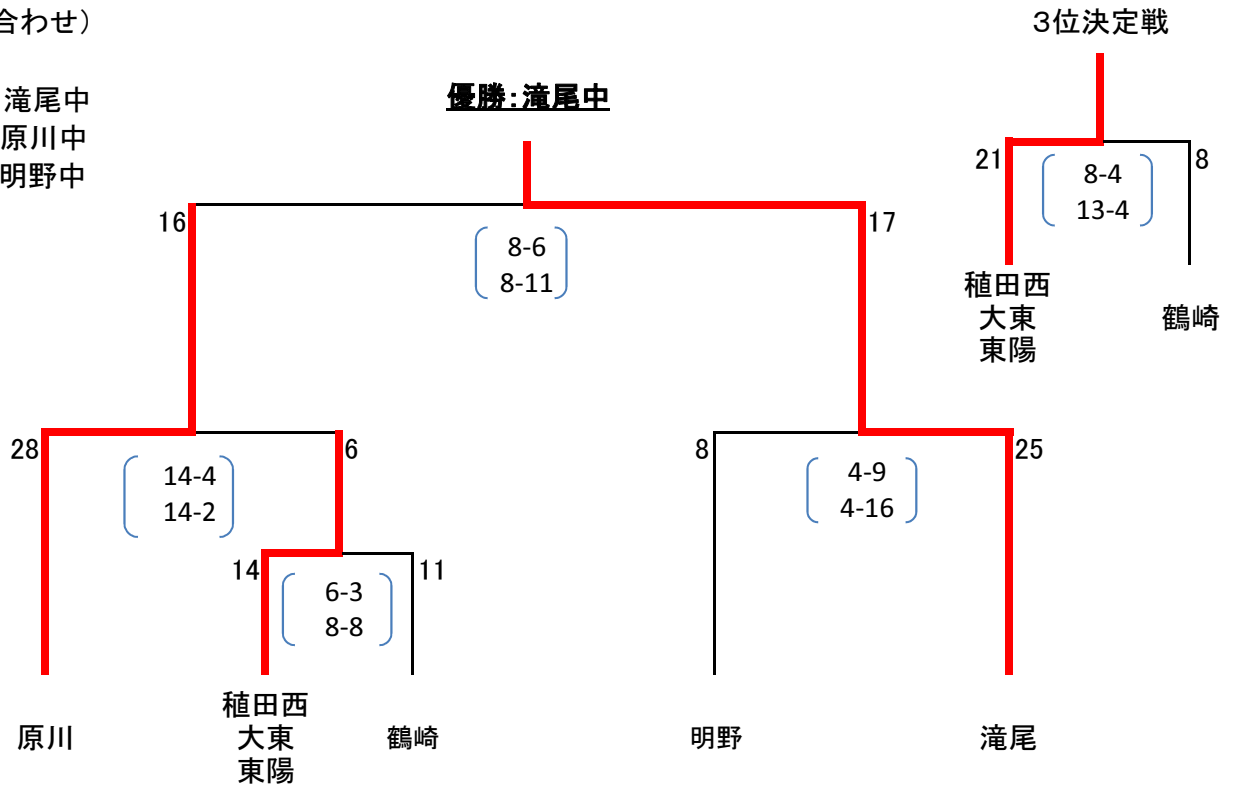 合わせ）
3位決定戦
滝尾中
原川中
明野中
優勝：滝尾中
21
8-4
13-4
8
16
8-6
8-11
17
稙田西
大東
東陽
鶴崎
28
14-4
14-2
6
8
4-9
4-16
25
14
6-3
8-8
11
原川
稙田西
大東
東陽
鶴崎
明野
滝尾